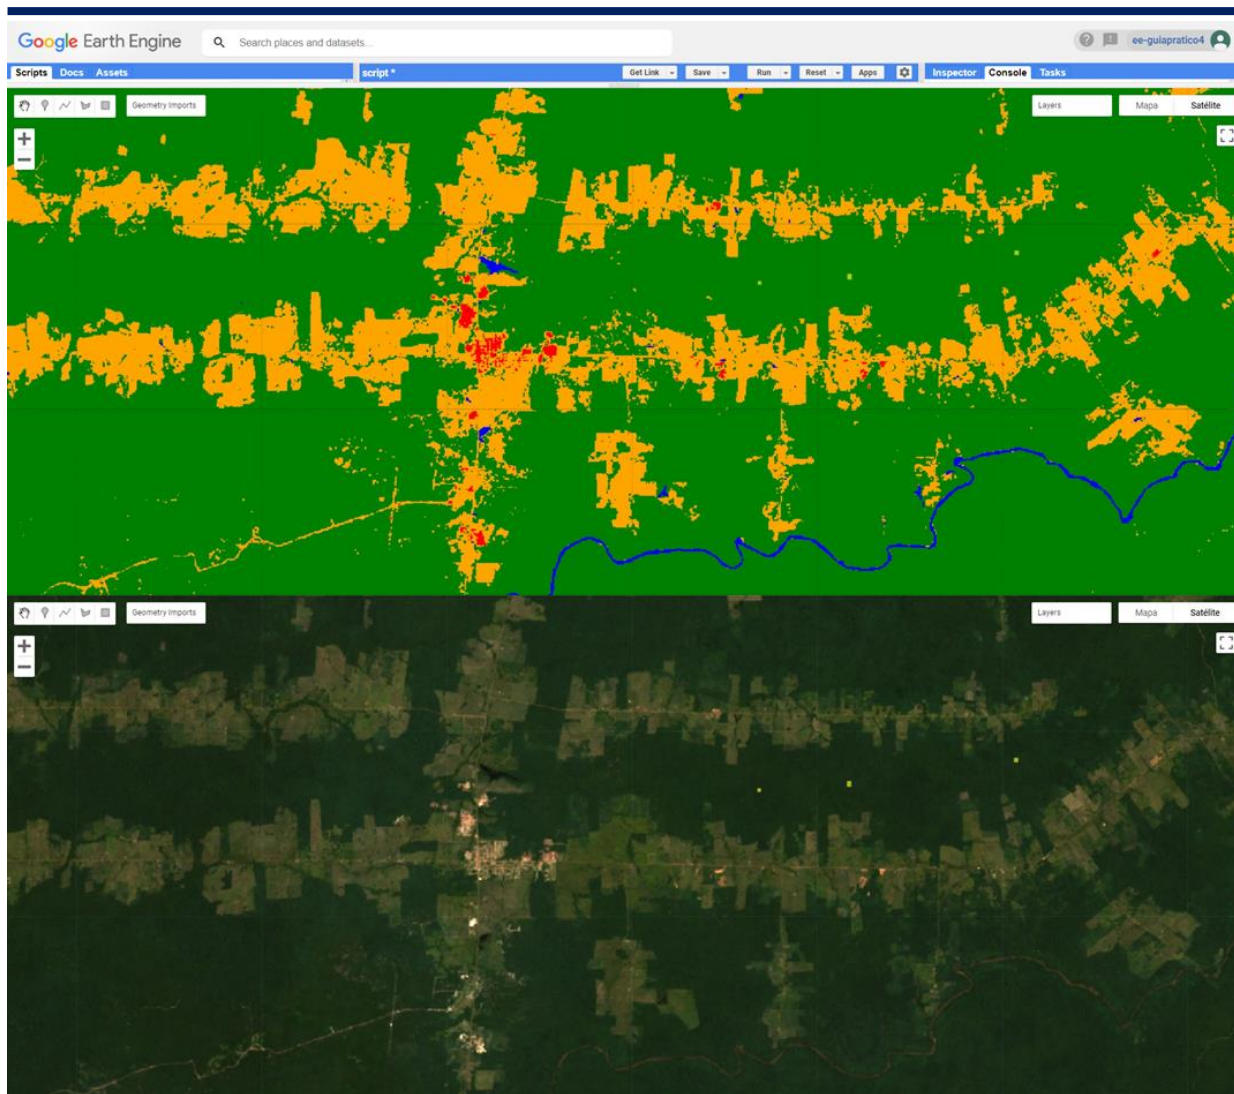 Google Earth Engine
Search places and datasets...
ee-guiapratico4
Scripts Docs Assets
script *
Get Link Save Run Reset Apps
Inspector Console Tasks
Geometry Imports
Layers
Mapa Satélite
Geometry Imports
Layers
Mapa Satélite